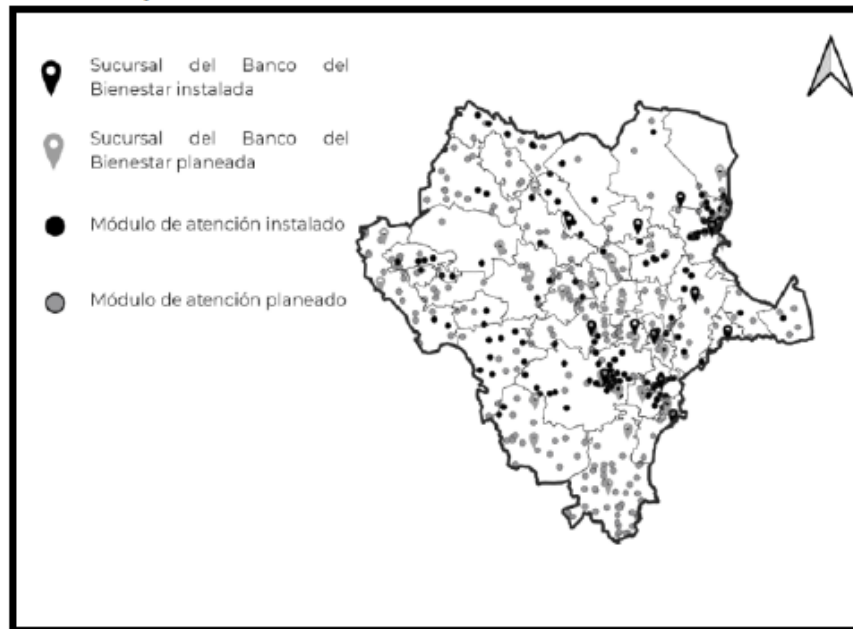 Sucursal del Banco del
Bienestar instalada
Sucursal del Banco del
Bienestar planeada
Módulo de atención instalado
Módulo de atención planeado